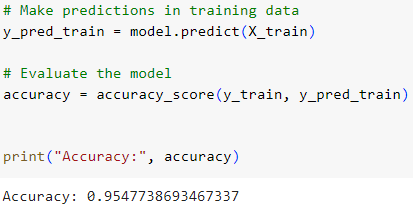 # Make predictions in training data
y_pred_train = model.predict(X_train)
# Evaluate the model
accuracy = accuracy_score(y_train, y_pred_train)
print("Accuracy:", accuracy)
Accuracy: 0.9547738693467337